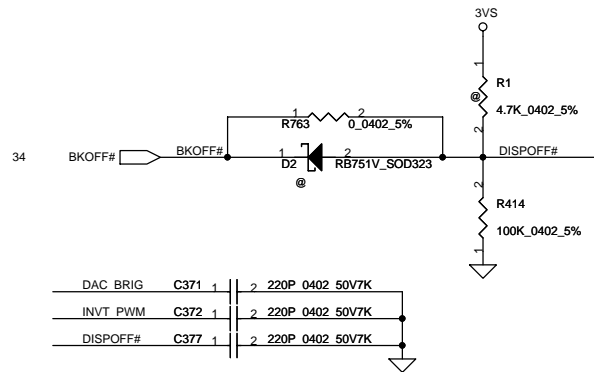 3VS
1
R1
@
4.7K_0402_5%
2
1 2
R763 0_0402_5%
34 BKOFF# BKOFF# 1 2 DISPOFF#
D2 RB751V_SOD323
@
2
R414
100K_0402_5%
1
DAC_BRIG C371 1 2 220P_0402_50V7K
INVT_PWM C372 1 2 220P_0402_50V7K
DISPOFF# C377 1 2 220P_0402_50V7K